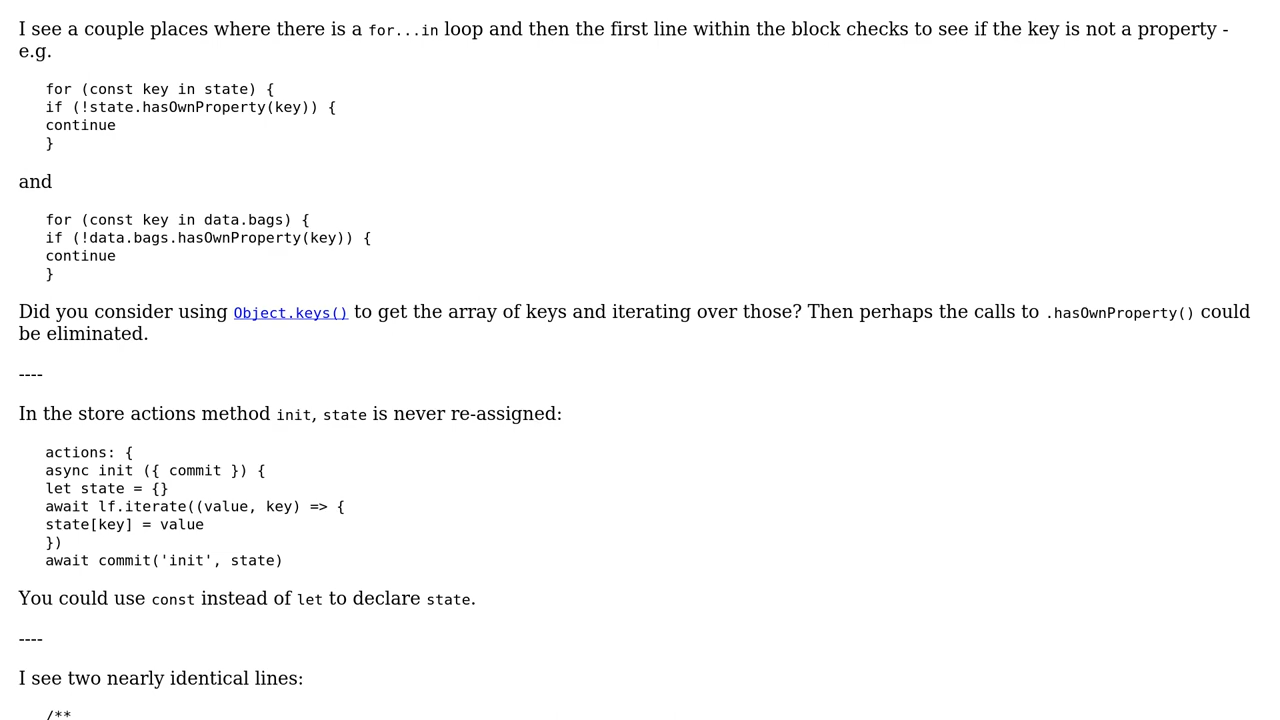 I see a couple places where there is a for...in loop and then the first line within the block checks to see if the key is not a property -
e.g.
for (const key in state) {
if (!state.hasOwnProperty(key)) {
continue
}
and
for (const key in data.bags) {
if (!data.bags.hasOwnProperty(key)) {
continue
}
Did you consider using Object.keys() to get the array of keys and iterating over those? Then perhaps the calls to .hasOwnProperty() could
be eliminated.
----
In the store actions method init, state is never re-assigned:
actions: {
async init ({ commit }) {
let state = {}
await lf.iterate((value, key) => {
state[key] = value
})
await commit('init', state)
You could use const instead of let to declare state.
----
I see two nearly identical lines:
/**